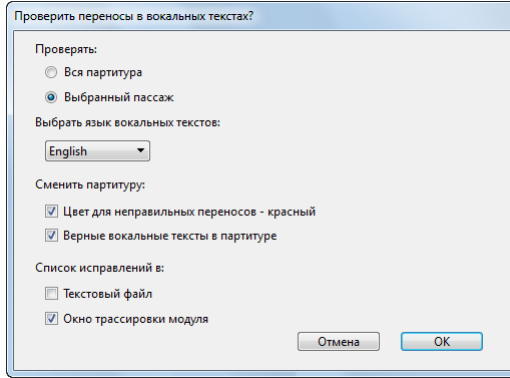 Проверить переносы в вокальных текстах?
Проверять:
Вся партитура
Выбранный пассаж
Выбрать язык вокальных текстов:
English
Сменить партитуру:
Цвет для неправильных переносов - красный
Верные вокальные тексты в партитуре
Список исправлений в:
Текстовый файл
Окно трассировки модуля
Отмена OK